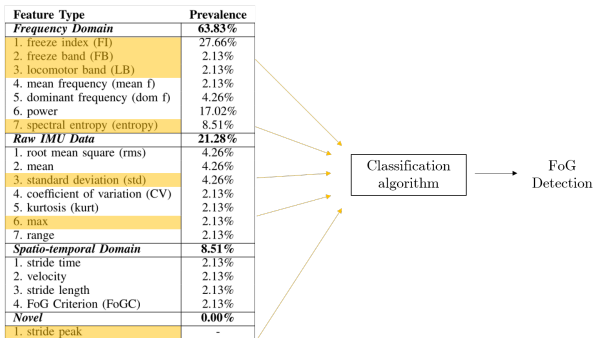 Feature Type Prevalence
Frequency Domain 63.83%
1. freeze index (FI) 27.66%
2. freeze band (FB) 2.13%
3. locomotor band (LB) 2.13%
4. mean frequency (mean f) 2.13%
5. dominant frequency (dom f) 4.26%
6. power 17.02%
7. spectral entropy (entropy) 8.51%
Raw IMU Data 21.28%
1. root mean square (rms) 4.26%
2. mean 4.26%
3. standard deviation (std) 4.26%
4. coefficient of variation (CV) 2.13%
5. kurtosis (kurt) 2.13%
6. max 2.13%
7. range 2.13%
Spatio-temporal Domain 8.51%
1. stride time 2.13%
2. velocity 2.13%
3. stride length 2.13%
4. FoG Criterion (FoGC) 2.13%
Novel 0.00%
1. stride peak -
Classification
algorithm
FoG
Detection